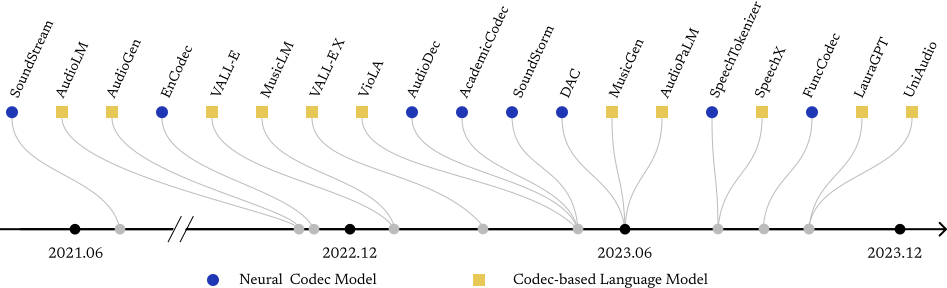 SoundStream
AudioLM
AudioGen
EnCodec
VALL-E
MusicLM
VALL-E X
VioLA
AudioDec
AcademicCodec
SoundStorm
DAC
MusicGen
AudioPaLM
SpeechTokenizer
SpeechX
FuncCodec
LauraGPT
UniAudio
2021.06
2022.12
2023.06
2023.12
Neural Codec Model
Codec-based Language Model